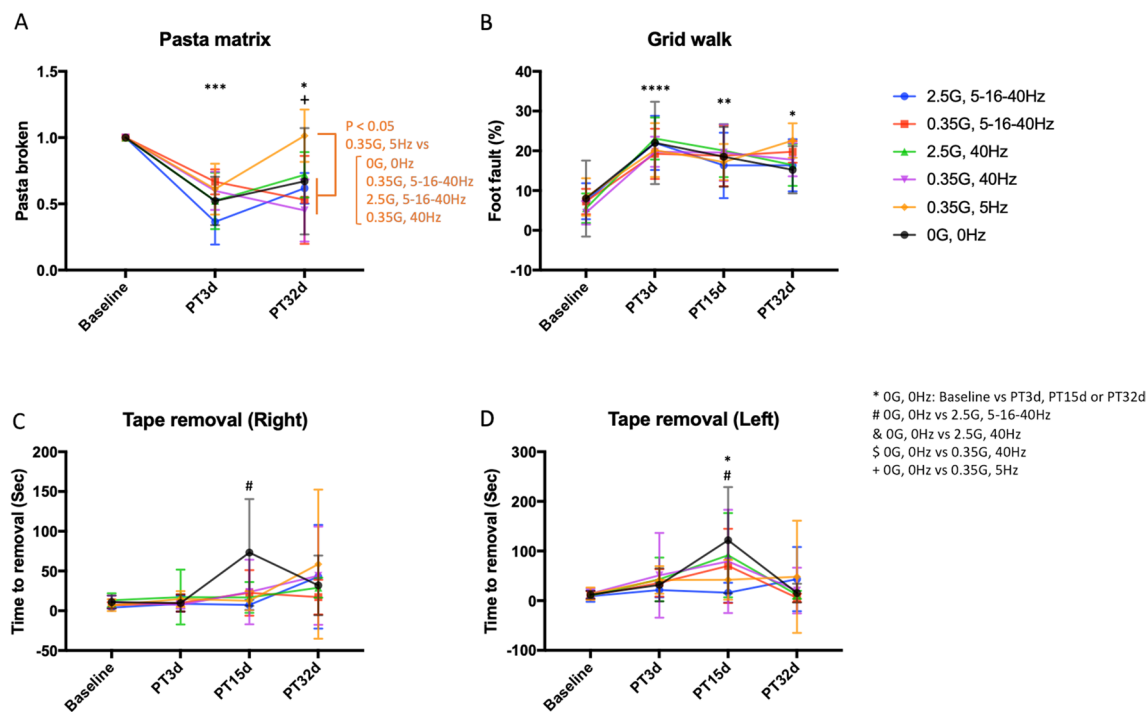 A
Pasta matrix
1.5
1.0
0.5
0.0
Pasta broken
Baseline
PT3d
PT32d
***
*
+
P < 0.05
0.35G, 5Hz vs
0G, 0Hz
0.35G, 5-16-40Hz
2.5G, 5-16-40Hz
0.35G, 40Hz
B
Grid walk
40
30
20
10
0
-10
Foot fault (%)
Baseline
PT3d
PT15d
PT32d
****
**
*
2.5G, 5-16-40Hz
0.35G, 5-16-40Hz
2.5G, 40Hz
0.35G, 40Hz
0.35G, 5Hz
0G, 0Hz
C
Tape removal (Right)
200
150
100
50
0
-50
Time to removal (Sec)
Baseline
PT3d
PT15d
PT32d
#
D
Tape removal (Left)
300
200
100
0
-100
Time to removal (Sec)
Baseline
PT3d
PT15d
PT32d
*
#
* 0G, 0Hz: Baseline vs PT3d, PT15d or PT32d
# 0G, 0Hz vs 2.5G, 5-16-40Hz
& 0G, 0Hz vs 2.5G, 40Hz
$ 0G, 0Hz vs 0.35G, 40Hz
+ 0G, 0Hz vs 0.35G, 5Hz